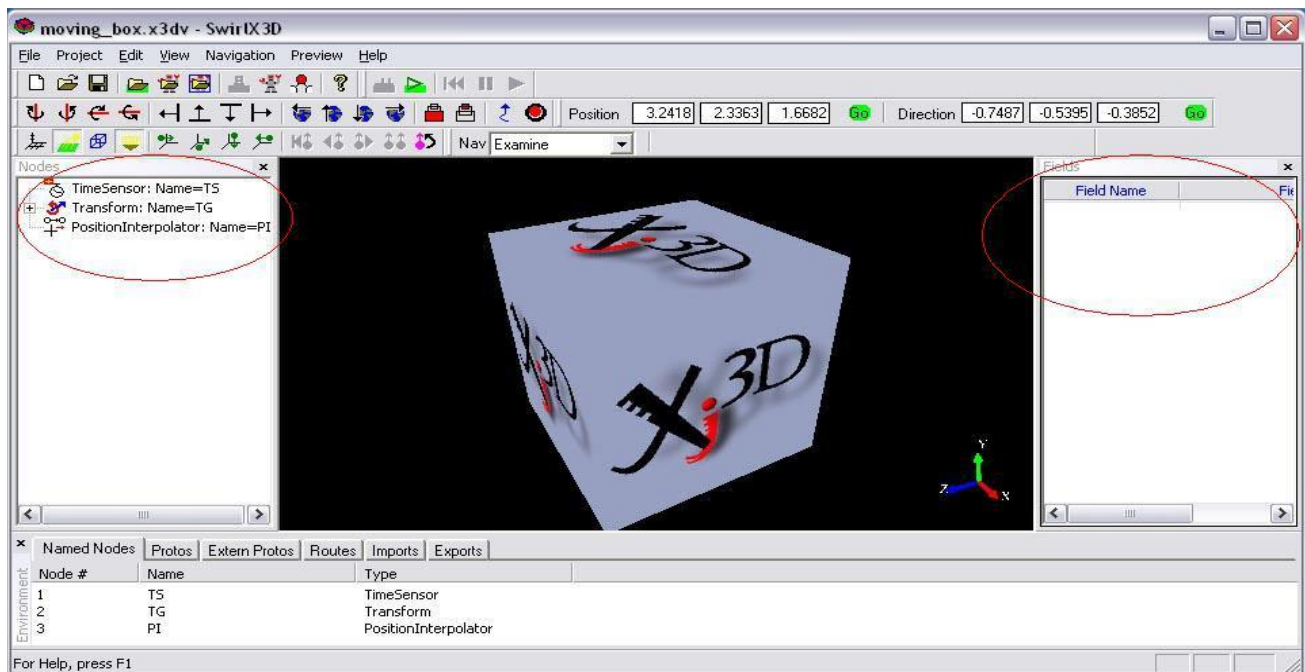 moving_box.x3dv - SwirlX3D
File Project Edit View Navigation Preview Help
Position 3.2418 2.3363 1.6682 Go Direction -0.7487 -0.5395 -0.3852 Go
Nav Examine
Nodes
TimeSensor: Name=TS
Transform: Name=TG
PositionInterpolator: Name=PI
Xj3D
Xj3D
Xj3D
Y
Z
X
Fields
Field Name Fie
Named Nodes Protos Extern Protos Routes Imports Exports
Environment
Node # Name Type
1 TS TimeSensor
2 TG Transform
3 PI PositionInterpolator
For Help, press F1